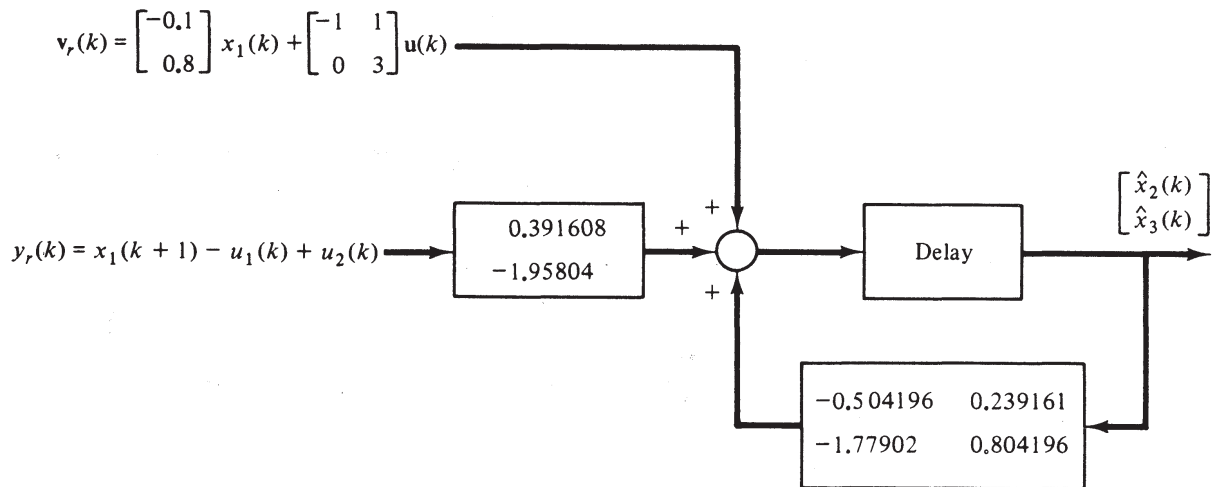 v_r(k) = [−0.1 0.8] x_1(k) + [−1 1 0 3] u(k)
y_r(k) = x_1(k + 1) − u_1(k) + u_2(k)
0.391608
−1.95804
+
+
+
Delay
[x̂_2(k) x̂_3(k)]
−0.504196 0.239161
−1.77902 0.804196